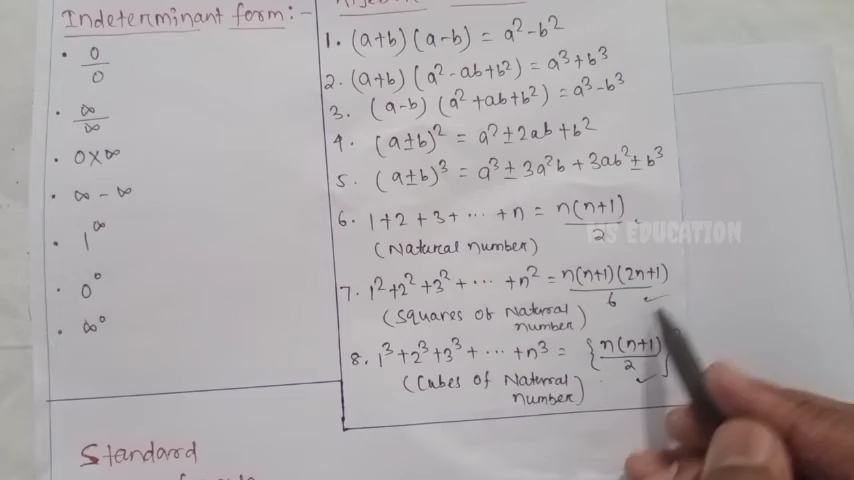 Indeterminant form:-
• 0/0
• ∞/∞
• 0×∞
• ∞ - ∞
• 1^∞
• 0^0
• ∞^0
1. (a+b) (a-b) = a²-b²
2. (a+b) (a²-ab+b²) = a³+b³
3. (a-b) (a²+ab+b²) = a³-b³
4. (a±b)² = a²±2ab+b²
5. (a±b)³ = a³±3a²b+3ab²±b³
6. 1+2+3+...+n = n(n+1)/2
(Natural number)
7. 1²+2²+3²+...+n² = n(n+1)(2n+1)/6
(Squares of Natural
number)
8. 1³+2³+3³+...+n³ = {n(n+1)/2}
(Cubes of Natural
number)
Standard
EDUCATION